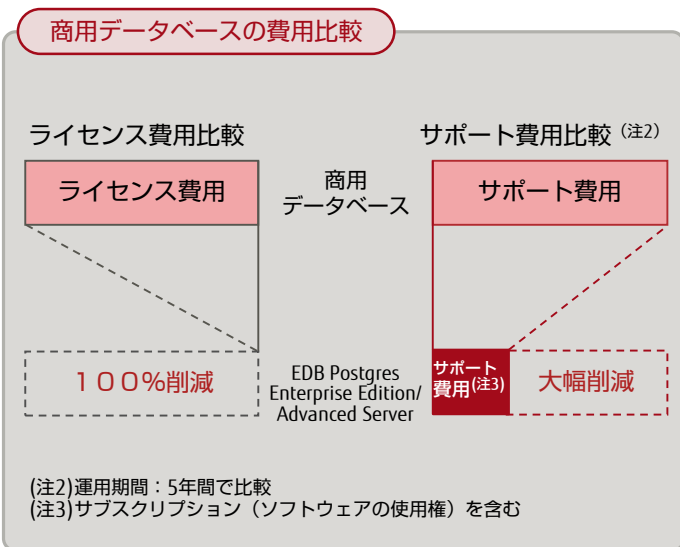 商用データベースの費用比較
ライセンス費用比較
サポート費用比較（注2）
ライセンス費用
商用
データベース
サポート費用
１００％削減
EDB Postgres
Enterprise Edition/
Advanced Server
サポート
費用(注3)
大幅削減
(注2)運用期間：5年間で比較
(注3)サブスクリプション（ソフトウェアの使用権）を含む